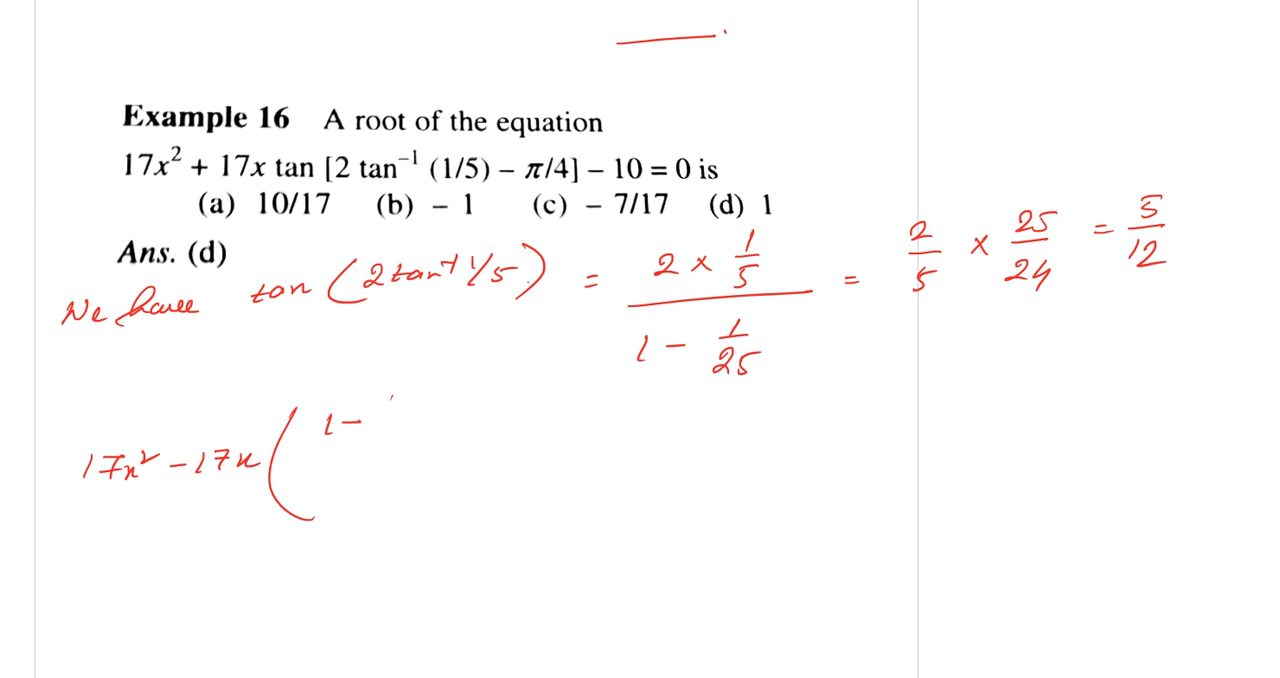 Example 16 A root of the equation
17x² + 17x tan [2 tan⁻¹ (1/5) – π/4] – 10 = 0 is
(a) 10/17 (b) – 1 (c) – 7/17 (d) 1
Ans. (d)
We have tan (2 tan⁻¹ 1/5) = (2 × 1/5) / (1 – 1/25) = 2/5 × 25/24 = 5/12
17x² – 17x ( 1 –